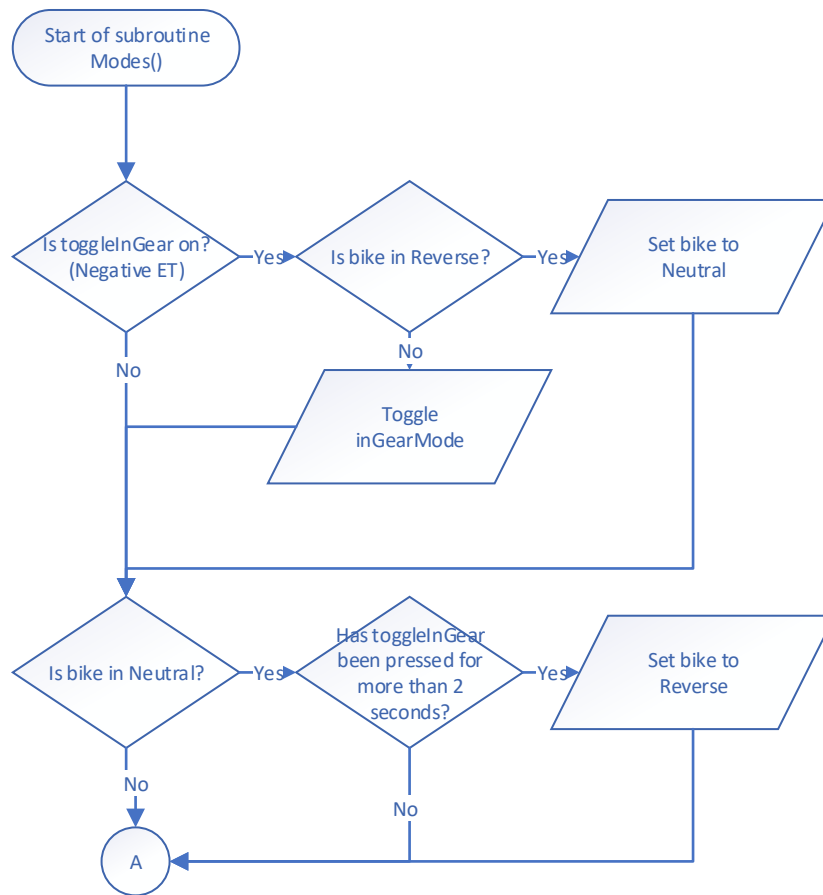 Start of subroutine
Modes()
Is toggleInGear on?
(Negative ET)
Yes
Is bike in Reverse?
Yes
Set bike to
Neutral
No
No
Toggle
inGearMode
Is bike in Neutral?
Yes
Has toggleInGear
been pressed for
more than 2
seconds?
Yes
Set bike to
Reverse
No
No
A